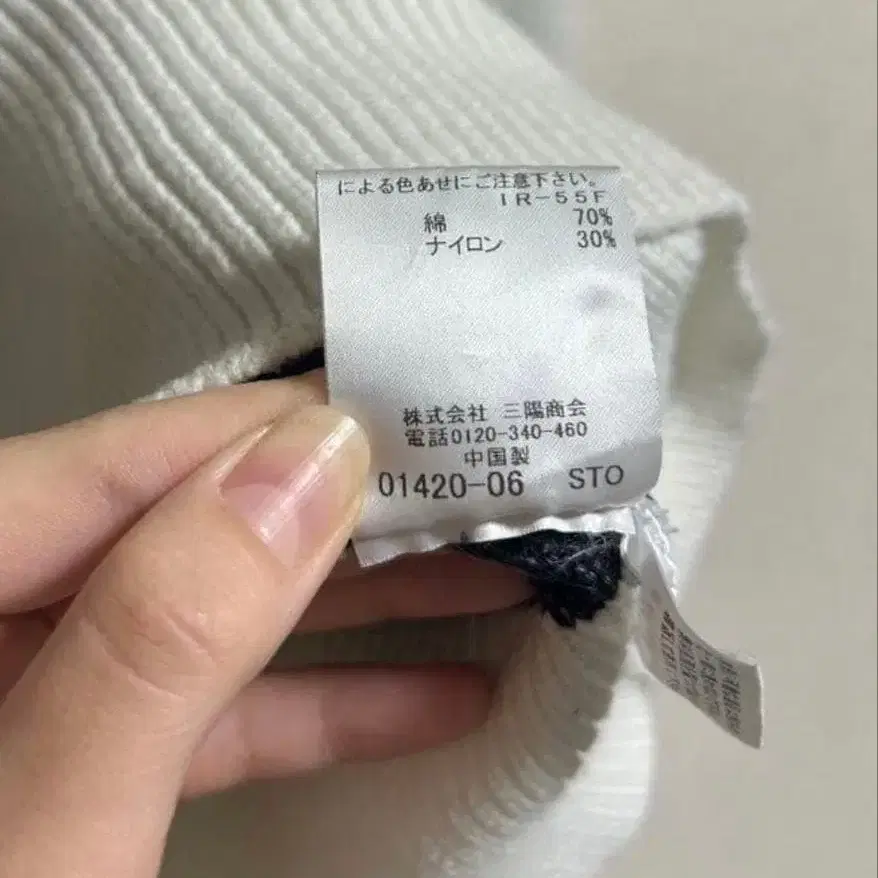 による色あせにご注意下さい。
IR-55F
綿 70%
ナイロン 30%
株式会社 三陽商会
電話0120-340-460
中国製
01420-06 STO